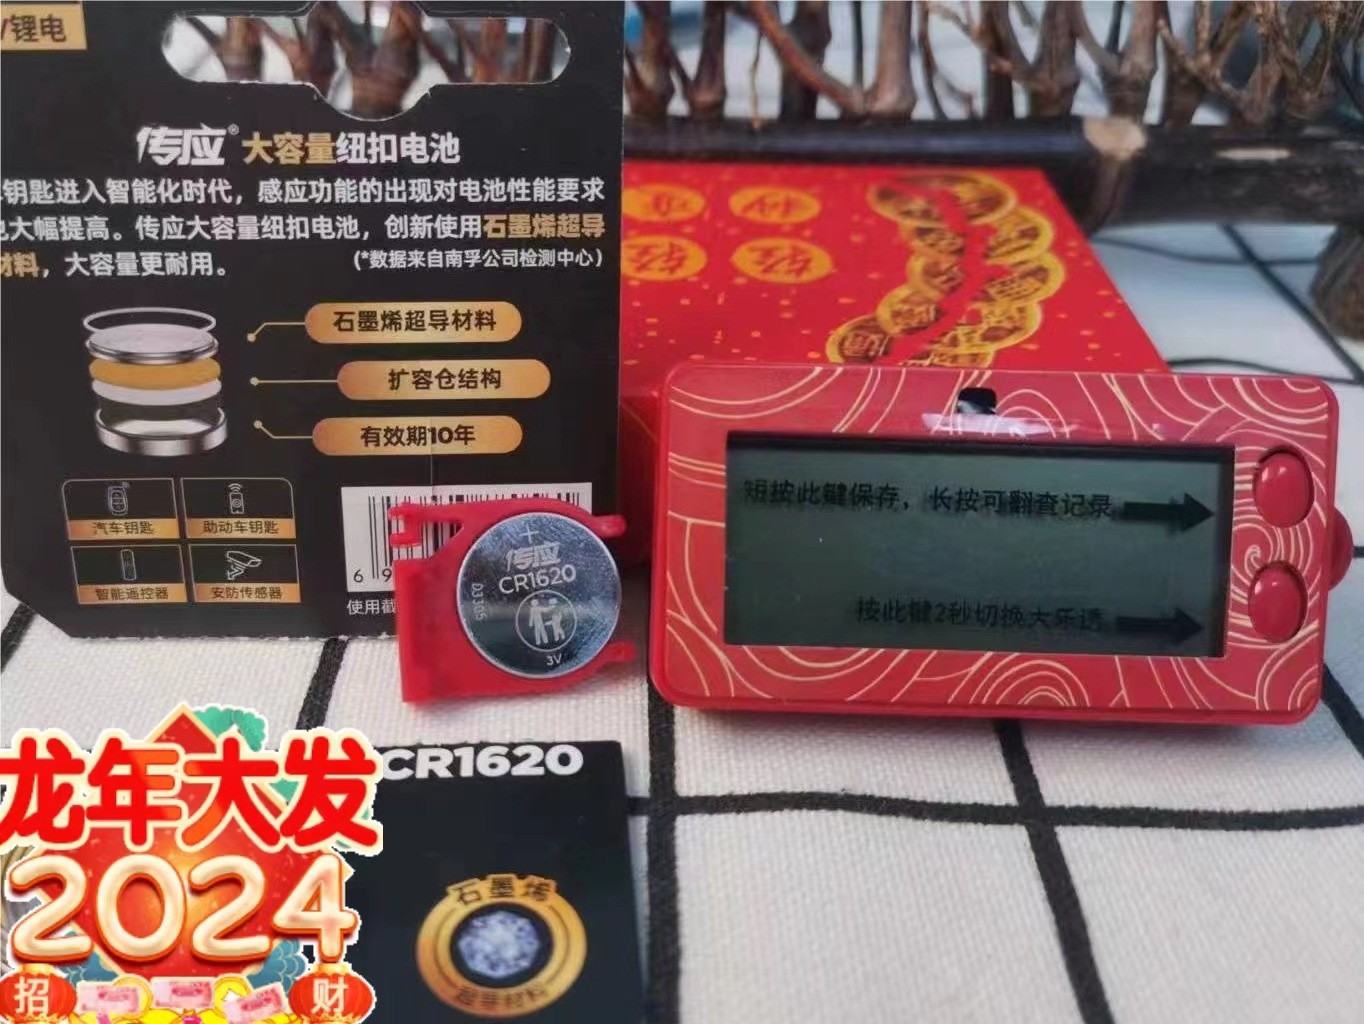 /锂电
传应® 大容量纽扣电池
钥匙进入智能化时代，感应功能的出现对电池性能要求
也大幅提高。传应大容量纽扣电池，创新使用石墨烯超导
材料，大容量更耐用。 (*数据来自南孚公司检测中心)
石墨烯超导材料
扩容仓结构
有效期10年
汽车钥匙
助动车钥匙
智能遥控器
安防传感器
6 9
使用截
+
传应
CR1620
3V
短按此键保存，长按可翻查记录
按此键2秒切换大乐透
CR1620
石墨烯
超导材料
龙年大发
2024
招 财